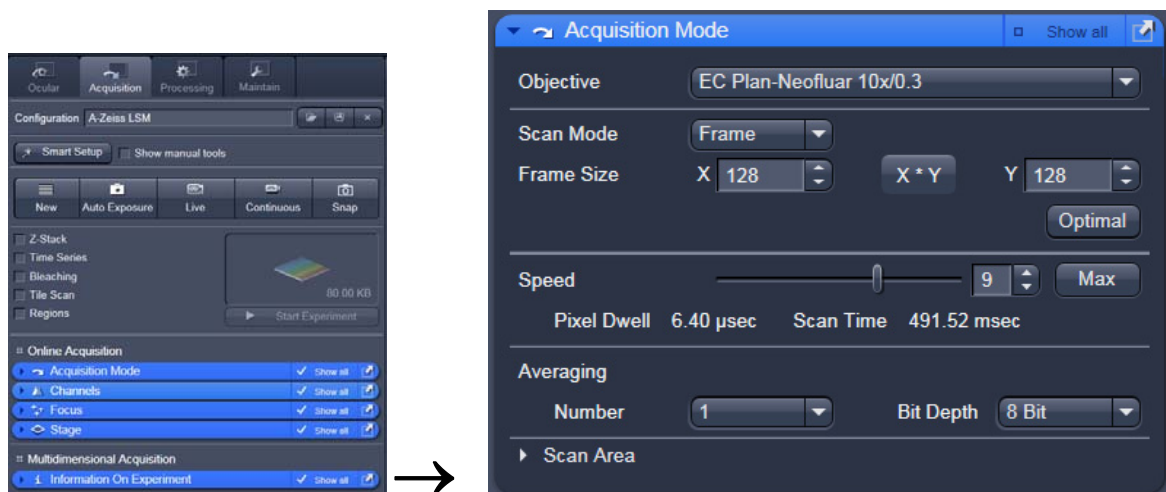 Ocular Acquisition Processing Maintain
Configuration A-Zeiss LSM
Smart Setup Show manual tools
New Auto Exposure Live Continuous Snap
Z-Stack
Time Series
Bleaching
Tile Scan
80.00 KB
Regions
Start Experiment
Online Acquisition
Acquisition Mode Show all
Channels Show all
Focus Show all
Stage Show all
Multidimensional Acquisition
Information On Experiment Show all
Acquisition Mode Show all
Objective EC Plan-Neofluar 10x/0.3
Scan Mode Frame
Frame Size X 128 X * Y Y 128
Optimal
Speed 9 Max
Pixel Dwell 6.40 µsec Scan Time 491.52 msec
Averaging
Number 1 Bit Depth 8 Bit
Scan Area